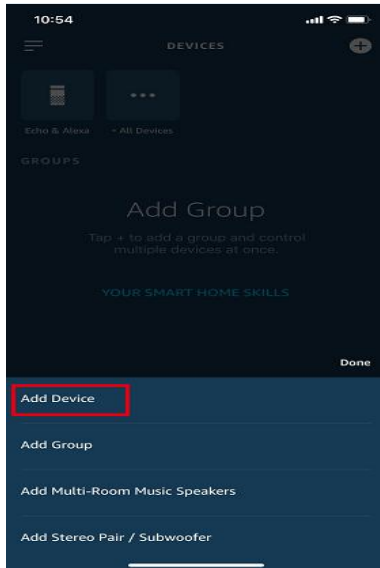 10:54
DEVICES
Echo & Alexa
All Devices
GROUPS
Add Group
Tap + to add a group and control
multiple devices at once.
YOUR SMART HOME SKILLS
Done
Add Device
Add Group
Add Multi-Room Music Speakers
Add Stereo Pair / Subwoofer